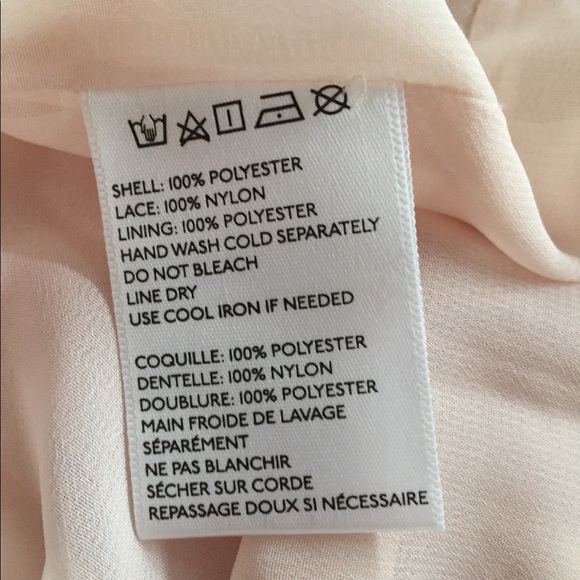 SHELL: 100% POLYESTER
LACE: 100% NYLON
LINING: 100% POLYESTER
HAND WASH COLD SEPARATELY
DO NOT BLEACH
LINE DRY
USE COOL IRON IF NEEDED
COQUILLE: 100% POLYESTER
DENTELLE: 100% NYLON
DOUBLURE: 100% POLYESTER
MAIN FROIDE DE LAVAGE
SÉPARÉMENT
NE PAS BLANCHIR
SÉCHER SUR CORDE
REPASSAGE DOUX SI NÉCESSAIRE